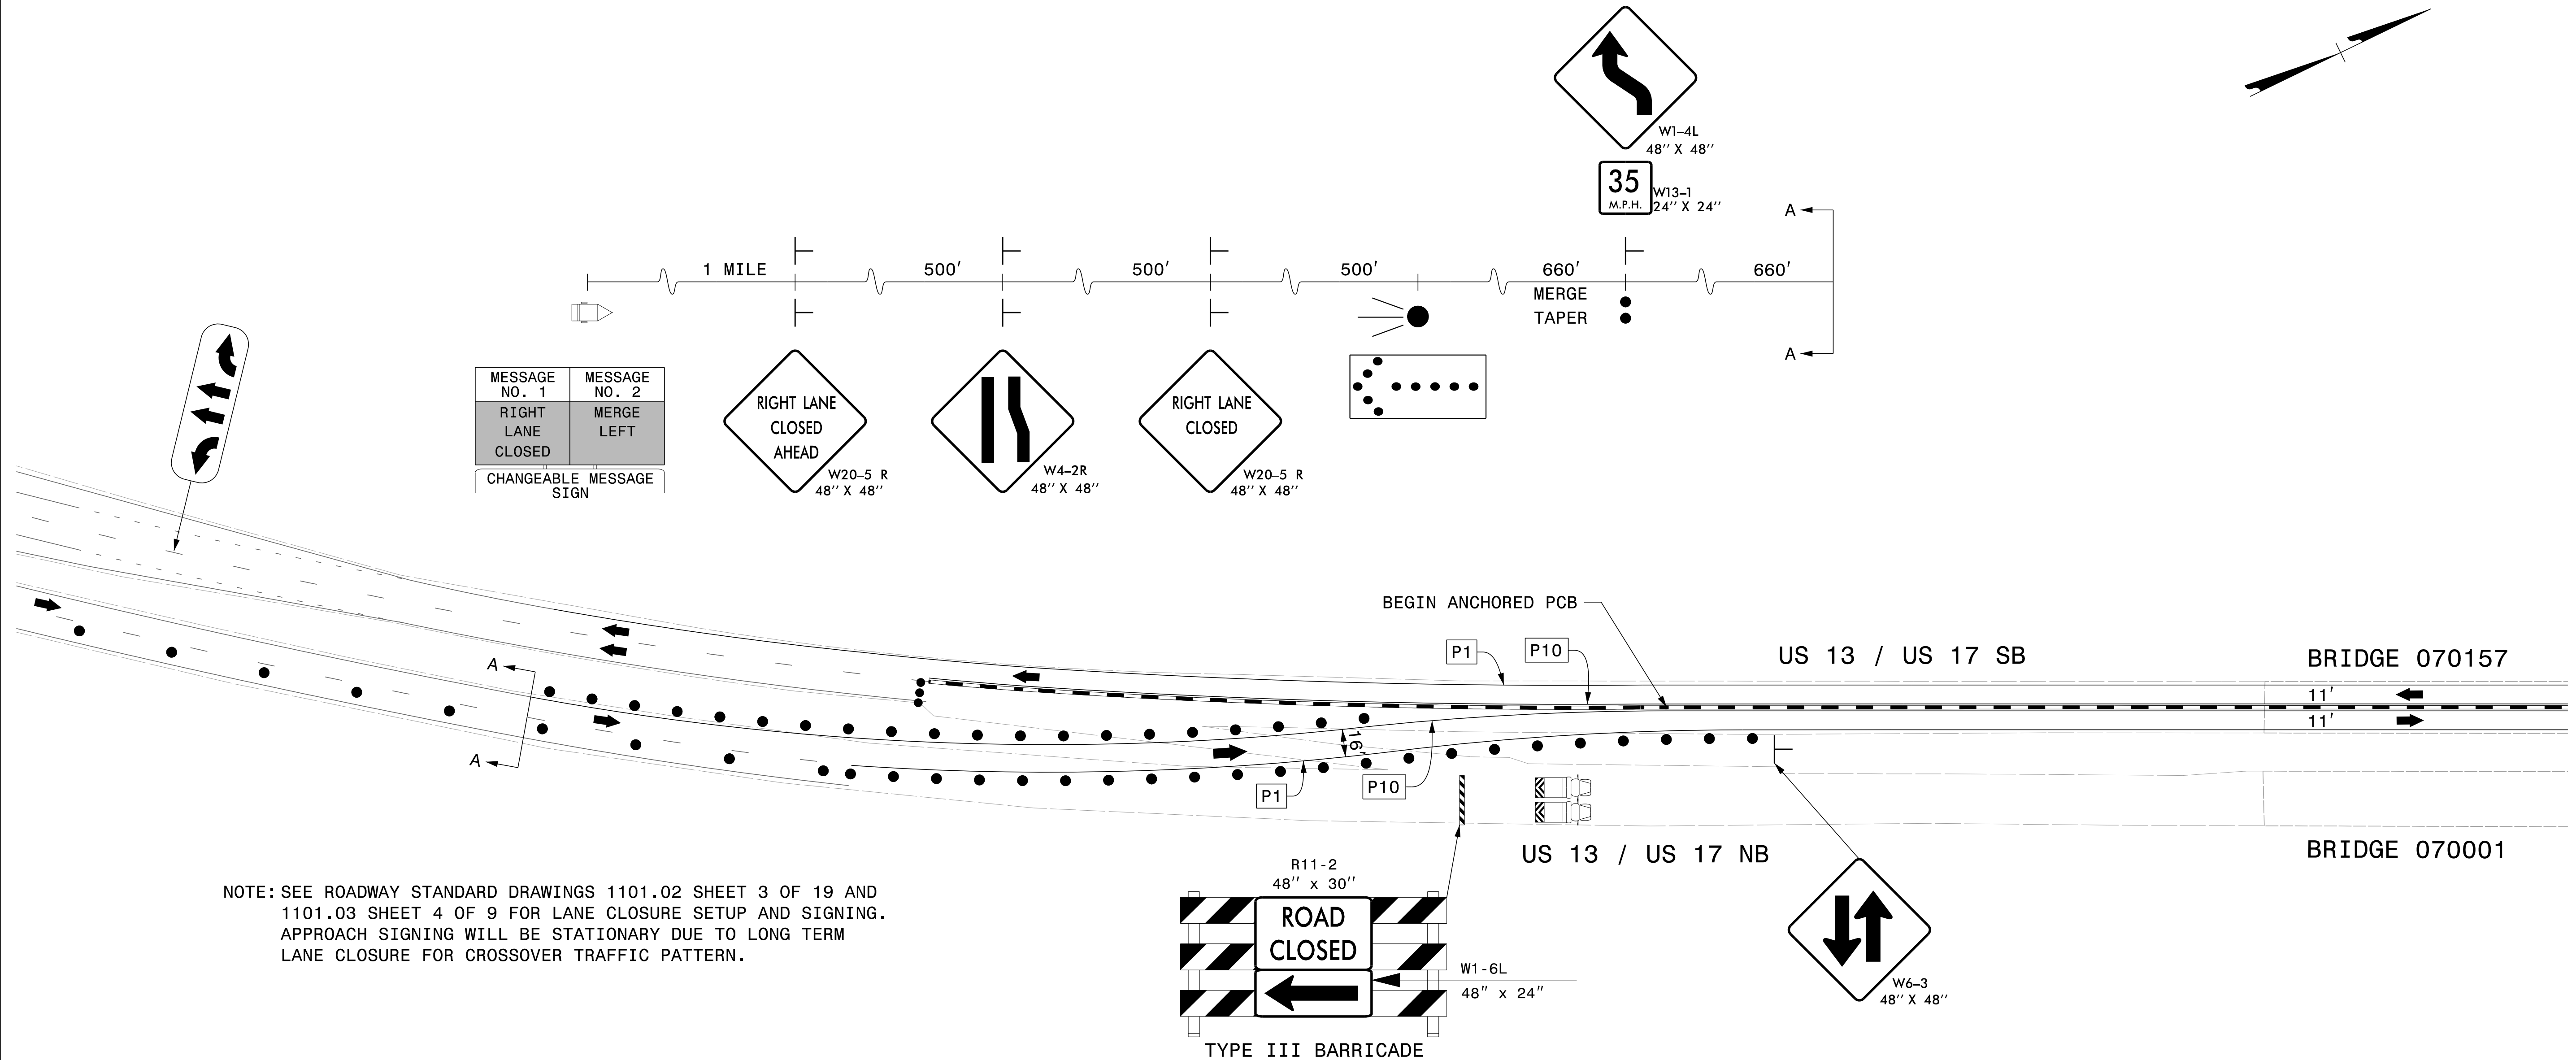 W1-4L
48'' X 48''
35
M.P.H.
W13-1
24'' X 24''
A
1 MILE
500'
500'
500'
660'
660'
MERGE
TAPER
A
MESSAGE
NO. 1
MESSAGE
NO. 2
RIGHT
LANE
CLOSED
MERGE
LEFT
CHANGEABLE MESSAGE
SIGN
RIGHT LANE
CLOSED
AHEAD
W20-5 R
48'' X 48''
W4-2R
48'' X 48''
RIGHT LANE
CLOSED
W20-5 R
48'' X 48''
BEGIN ANCHORED PCB
P1
P10
US 13 / US 17 SB
BRIDGE 070157
A
A
11'
11'
16'
P1
P10
US 13 / US 17 NB
BRIDGE 070001
NOTE: SEE ROADWAY STANDARD DRAWINGS 1101.02 SHEET 3 OF 19 AND
1101.03 SHEET 4 OF 9 FOR LANE CLOSURE SETUP AND SIGNING.
APPROACH SIGNING WILL BE STATIONARY DUE TO LONG TERM
LANE CLOSURE FOR CROSSOVER TRAFFIC PATTERN.
R11-2
48'' x 30''
ROAD
CLOSED
W1-6L
48" x 24"
TYPE III BARRICADE
W6-3
48'' X 48''